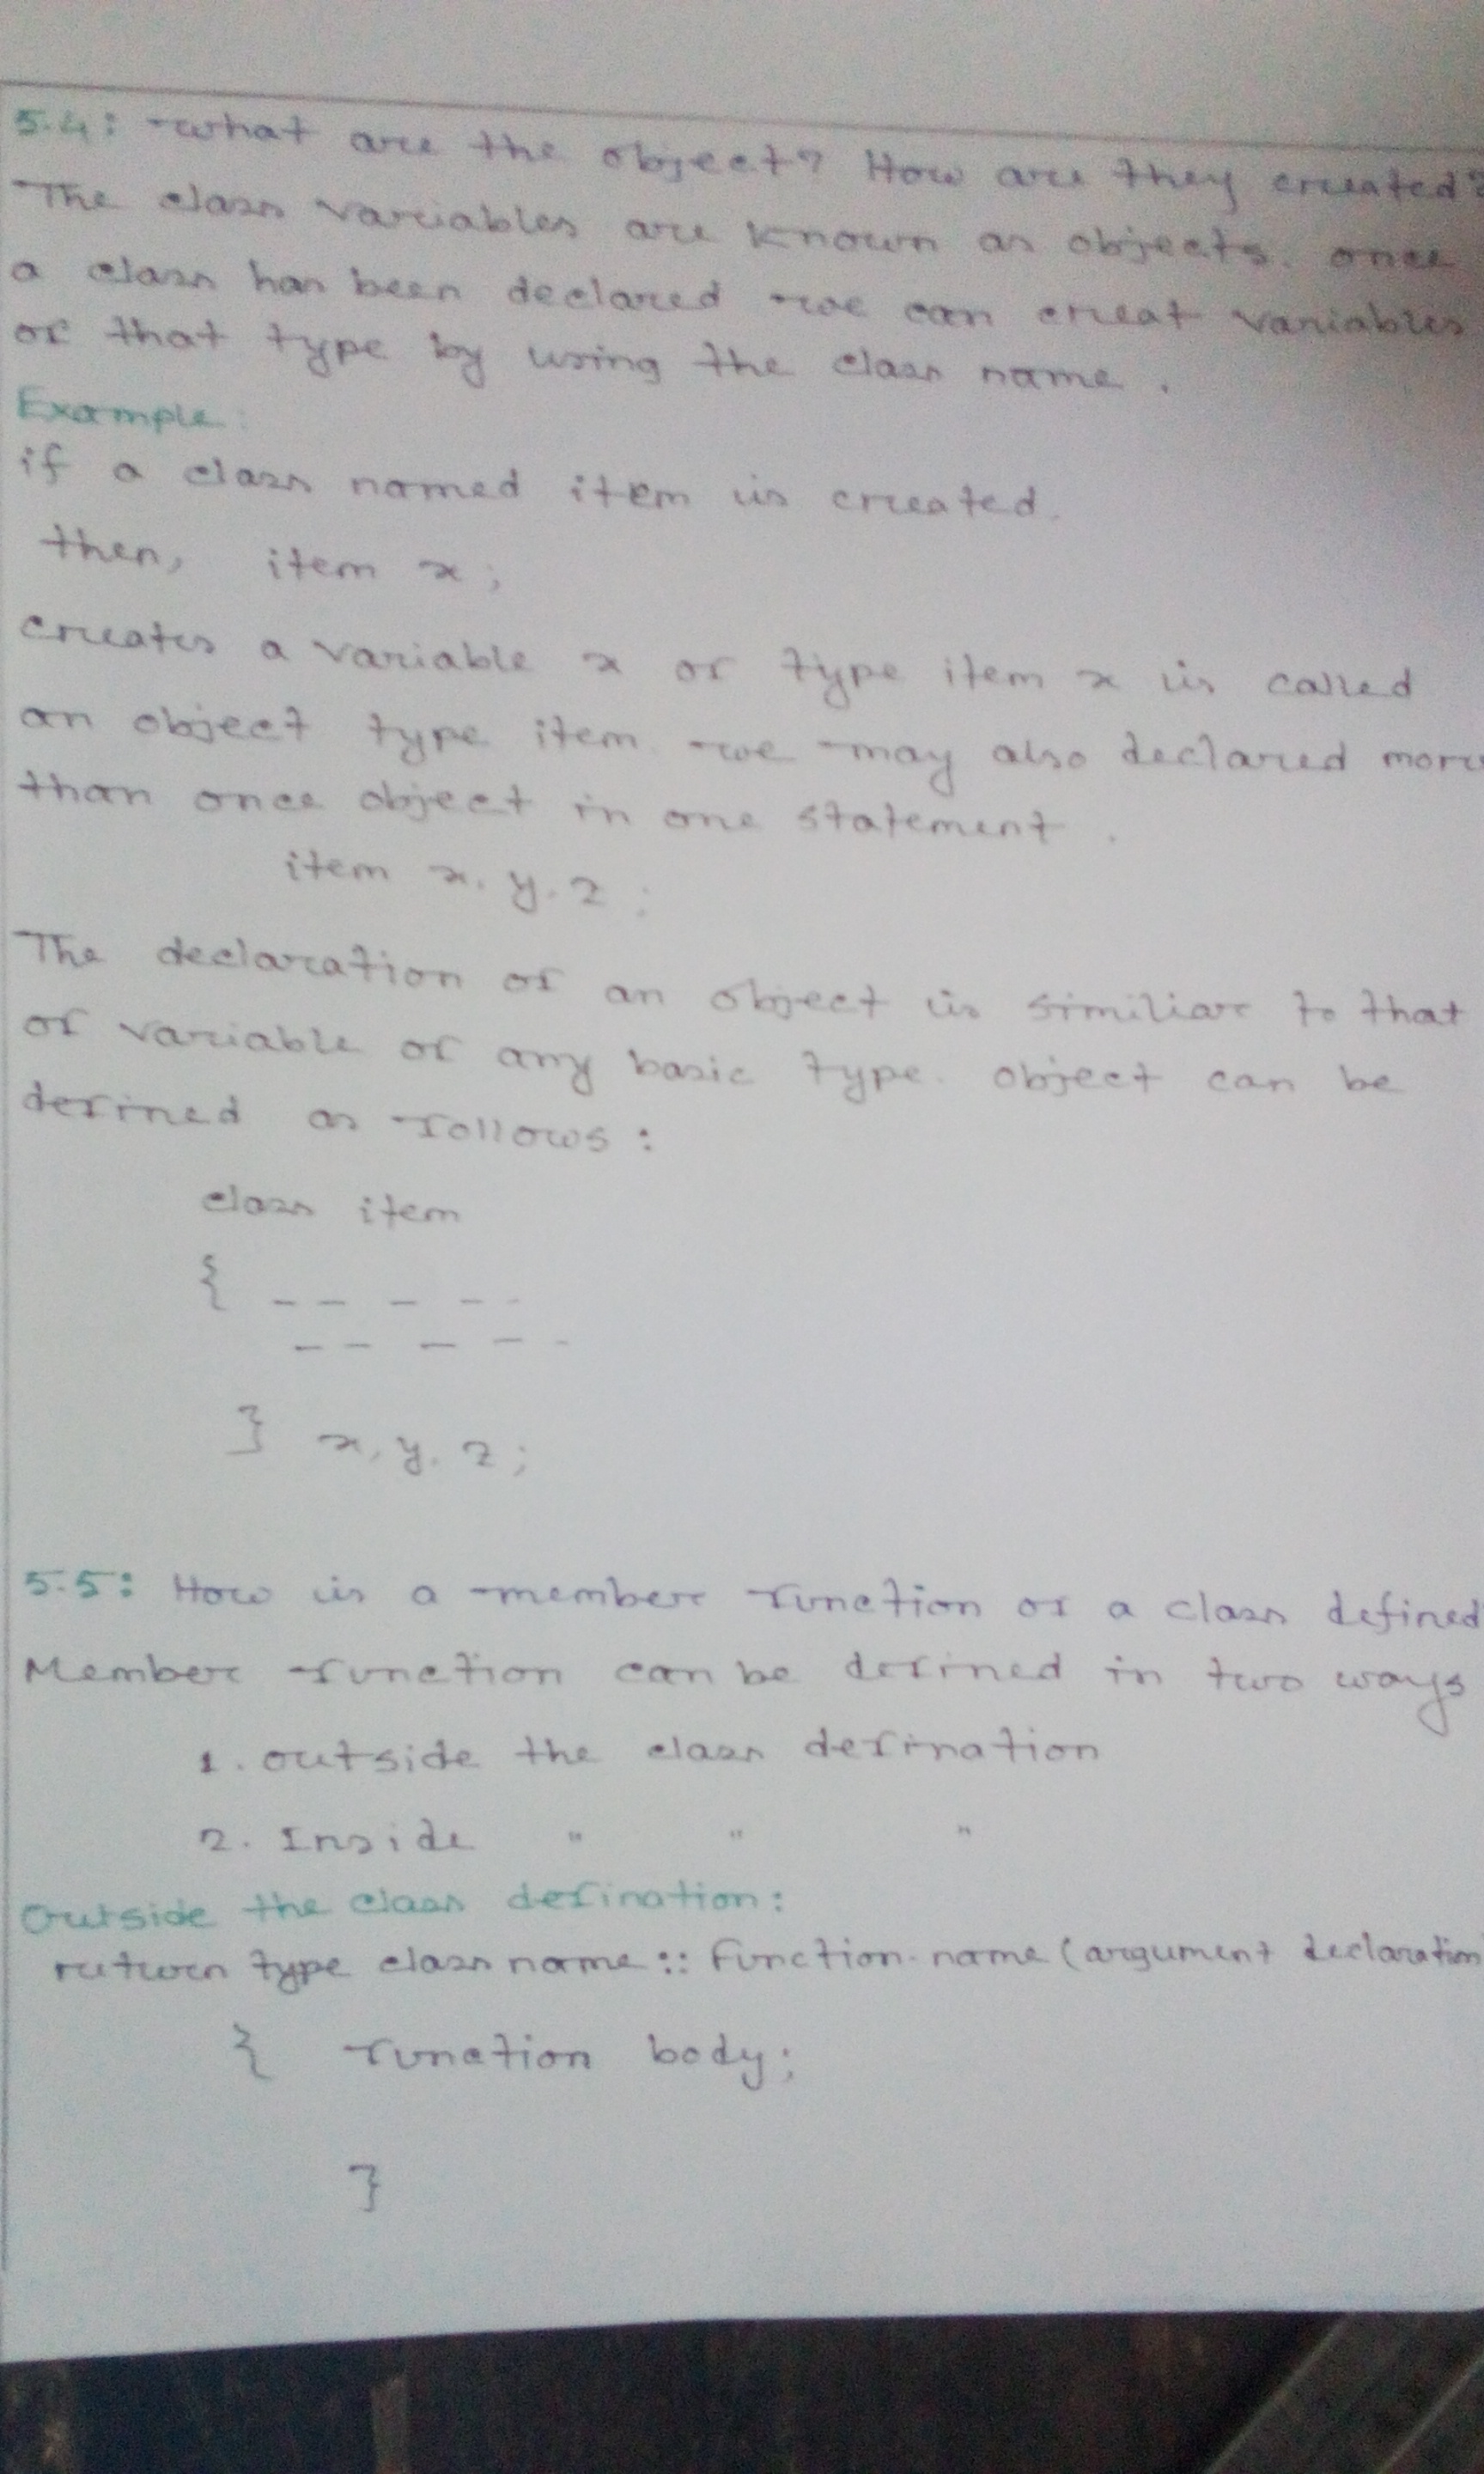 5.4: What are the object? How are they created?
The class variables are known as objects. once
a class has been declared we can creat variables
of that type by using the class name.
Example:
if a class named item is created.
then, item x;
creates a variable x of type item x is called
an object type item. we may also declared more
than once object in one statement.
item x, y, z;
The declaration of an object is similiar to that
of variable of any basic type. object can be
defined as follows:
class item
{ -- - --
-- - --
} x, y, z;
5.5: How is a member function of a class defined
Member function can be defined in two ways
1. outside the class defination
2. Inside " " "
Outside the class defination:
return type class name :: function-name (argument declaration)
{ function body;
}